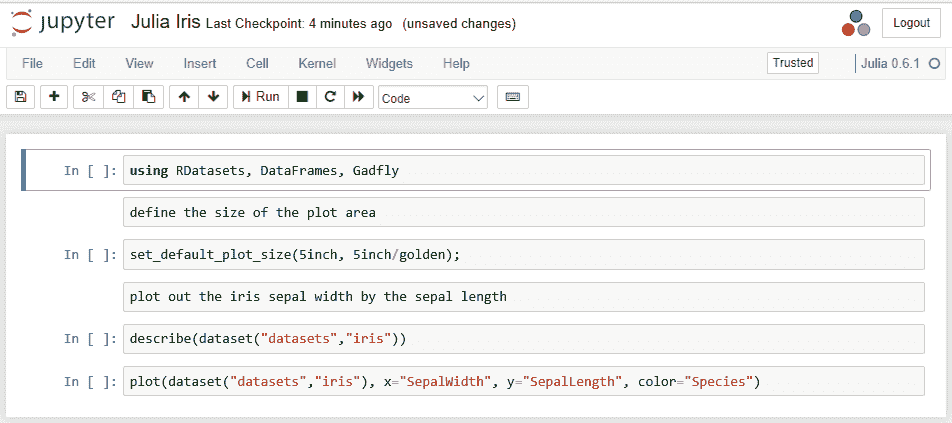 jupyter Julia Iris Last Checkpoint: 4 minutes ago (unsaved changes) Logout
File Edit View Insert Cell Kernel Widgets Help Trusted Julia 0.6.1
Run Code
In [ ]: using RDatasets, DataFrames, Gadfly
define the size of the plot area
In [ ]: set_default_plot_size(5inch, 5inch/golden);
plot out the iris sepal width by the sepal length
In [ ]: describe(dataset("datasets","iris"))
In [ ]: plot(dataset("datasets","iris"), x="SepalWidth", y="SepalLength", color="Species")